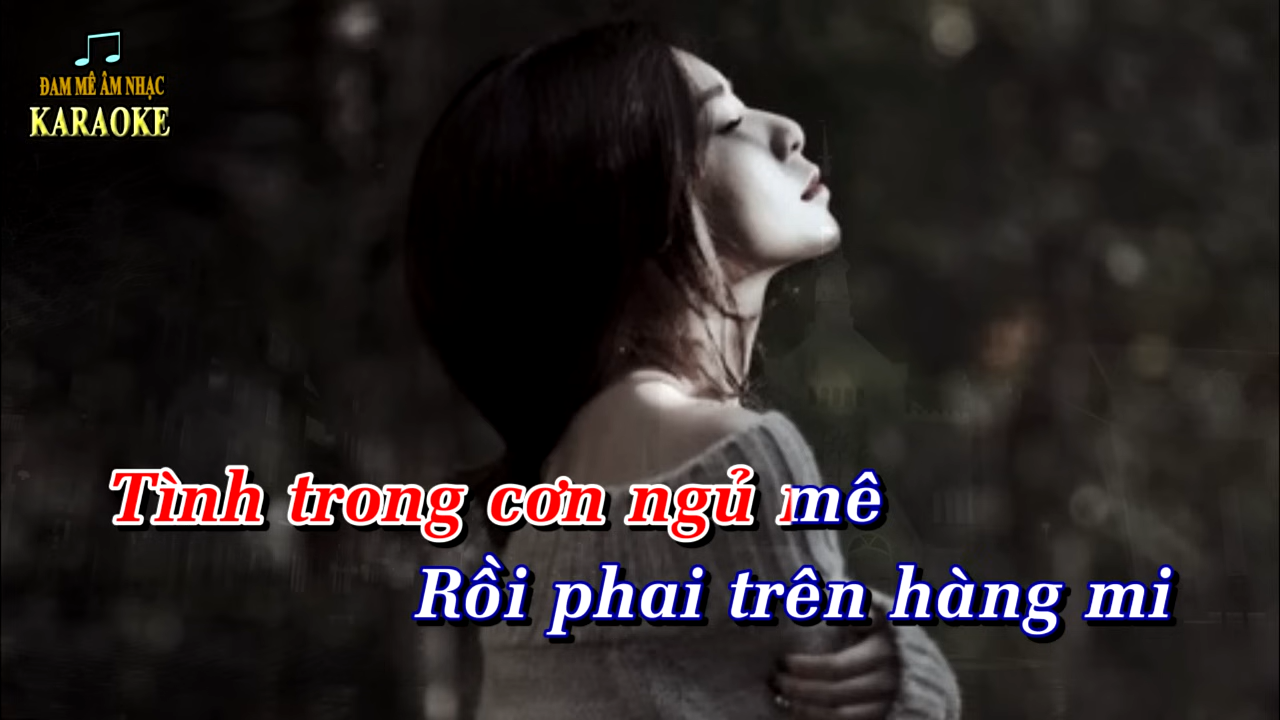 ĐAM MÊ ÂM NHẠC
KARAOKE
Tình trong cơn ngủ mê
Rồi phai trên hàng mi